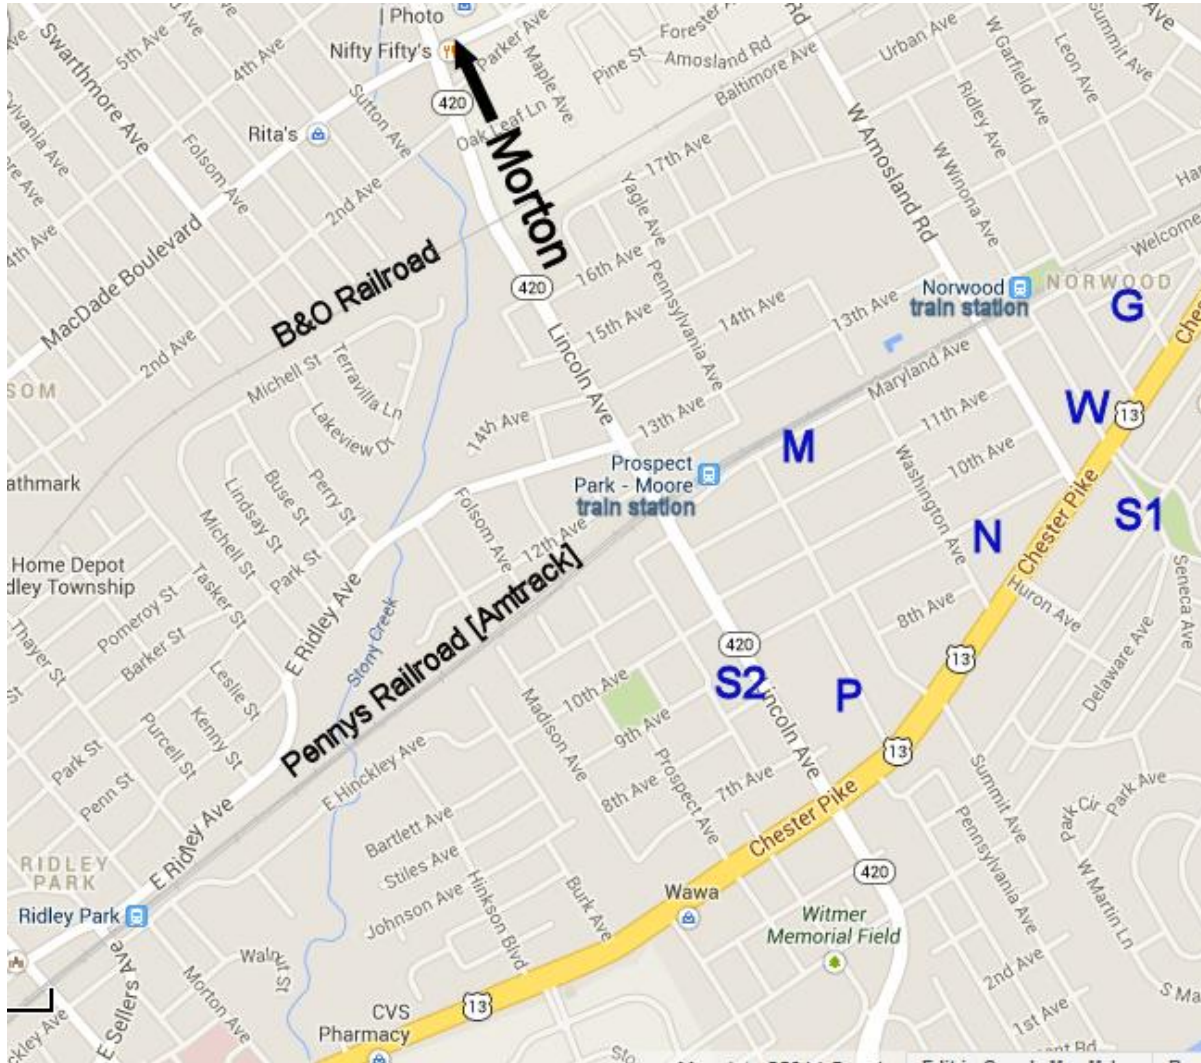 | Photo
Nifty Fifty's
Parker Ave
Maple Ave
Pine St
Amosland Rd
Baltimore Ave
Urban Ave
W Garfield Ave
Leon Ave
Summit Ave
Ridley Ave
W Winona Ave
W Amosland Rd
Swarthmore Ave
5th Ave
4th Ave
Sutton Ave
420
Oak Leaf Ln
Rita's
Folsom Ave
2nd Ave
Morton
17th Ave
Yagle Ave
16th Ave
Pennsylvania Ave
15th Ave
14th Ave
13th Ave
4th Ave
MacDade Boulevard
2nd Ave
B&O Railroad
420
Lincoln Ave
Norwood
train station
NORWOOD
Welcome
G
Michell St
Terravilla Ln
Lakeview Dr
14th Ave
13th Ave
Maryland Ave
11th Ave
10th Ave
W
13
M
Prospect
Park - Moore
train station
Washington Ave
N
Chester Pike
S1
Seneca Ave
Huron Ave
Delaware Ave
SOM
athmark
Home Depot
dley Township
Lindsay St
Buse St
Perry St
Michell St
Park St
Tasker St
Pomeroy St
Barker St
Thayer St
Leslie St
Kenny St
Purcell St
Park St
Penn St
E Ridley Ave
Folsom Ave
12th Ave
Stony Creek
Pennys Railroad [Amtrack]
8th Ave
420
S2
Lincoln Ave
P
13
10th Ave
9th Ave
Madison Ave
8th Ave
Prospect Ave
7th Ave
13
Chester Pike
Summit Ave
Pennsylvania Ave
Park Cir
Park Ave
W Martin Ln
E Hinckley Ave
E Ridley Ave
Bartlett Ave
Stiles Ave
Johnson Ave
Hinkson Blvd
Burk Ave
RIDLEY
PARK
Ridley Park
Wawa
420
Witmer
Memorial Field
2nd Ave
1st Ave
E Sellers Ave
Morton Ave
Walnut St
13
CVS
Pharmacy